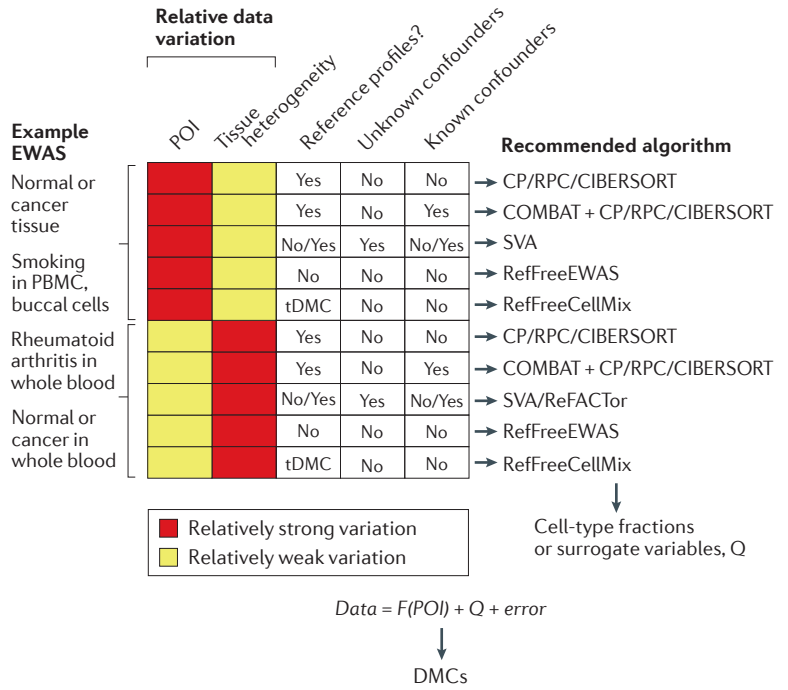 Relative data
variation
POI
Tissue
heterogeneity
Reference profiles?
Unknown confounders
Known confounders
Example
EWAS
Recommended algorithm
Normal or
cancer
tissue
Smoking
in PBMC,
buccal cells
Rheumatoid
arthritis in
whole blood
Normal or
cancer in
whole blood
Yes No No → CP/RPC/CIBERSORT
Yes No Yes → COMBAT + CP/RPC/CIBERSORT
No/Yes Yes No/Yes → SVA
No No No → RefFreeEWAS
tDMC No No → RefFreeCellMix
Yes No No → CP/RPC/CIBERSORT
Yes No Yes → COMBAT + CP/RPC/CIBERSORT
No/Yes Yes No/Yes → SVA/ReFACTor
No No No → RefFreeEWAS
tDMC No No → RefFreeCellMix
Relatively strong variation
Relatively weak variation
Cell-type fractions
or surrogate variables, Q
Data = F(POI) + Q + error
DMCs